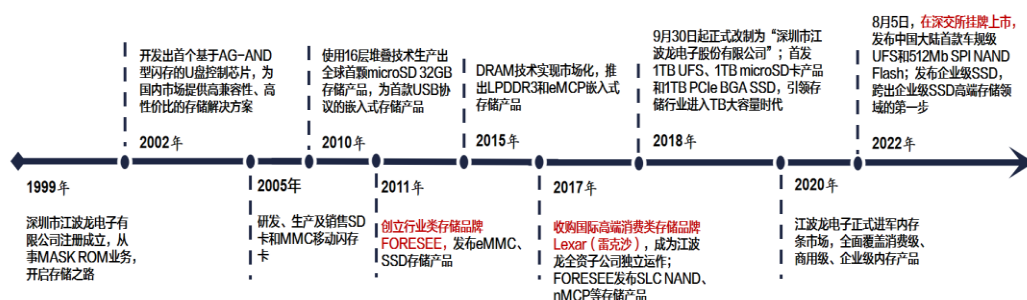 开发出首个基于AG-AND
型闪存的U盘控制芯片，为
国内市场提供高兼容性、高
性价比的存储解决方案
2002年
使用16层堆叠技术生产出
全球首颗microSD 32GB
存储产品，为首款USB协
议的嵌入式存储产品
2010年
DRAM技术实现市场化，推
出LPDDR3和eMCP嵌入式
存储产品
2015年
9月30日起正式改制为“深圳市江
波龙电子股份有限公司”；首发
1TB UFS、1TB microSD卡产品
和1TB PCIe BGA SSD，引领存
储行业进入TB大容量时代
2018年
8月5日，在深交所挂牌上市，
发布中国大陆首款车规级
UFS和512Mb SPI NAND
Flash；发布企业级SSD，
跨出企业级SSD高端存储领
域的第一步
2022年
1999年
深圳市江波龙电子有
限公司注册成立，从
事MASK ROM业务，
开启存储之路
2005年
研发、生产及销售SD
卡和MMC移动闪存
卡
2011年
创立行业类存储品牌
FORESEE，发布eMMC、
SSD存储产品
2017年
收购国际高端消费类存储品牌
Lexar（雷克沙），成为江波
龙全资子公司独立运作；
FORESEE发布SLC NAND、
nMCP等存储产品
2020年
江波龙电子正式进军内存
条市场，全面覆盖消费级、
商用级、企业级内存产品